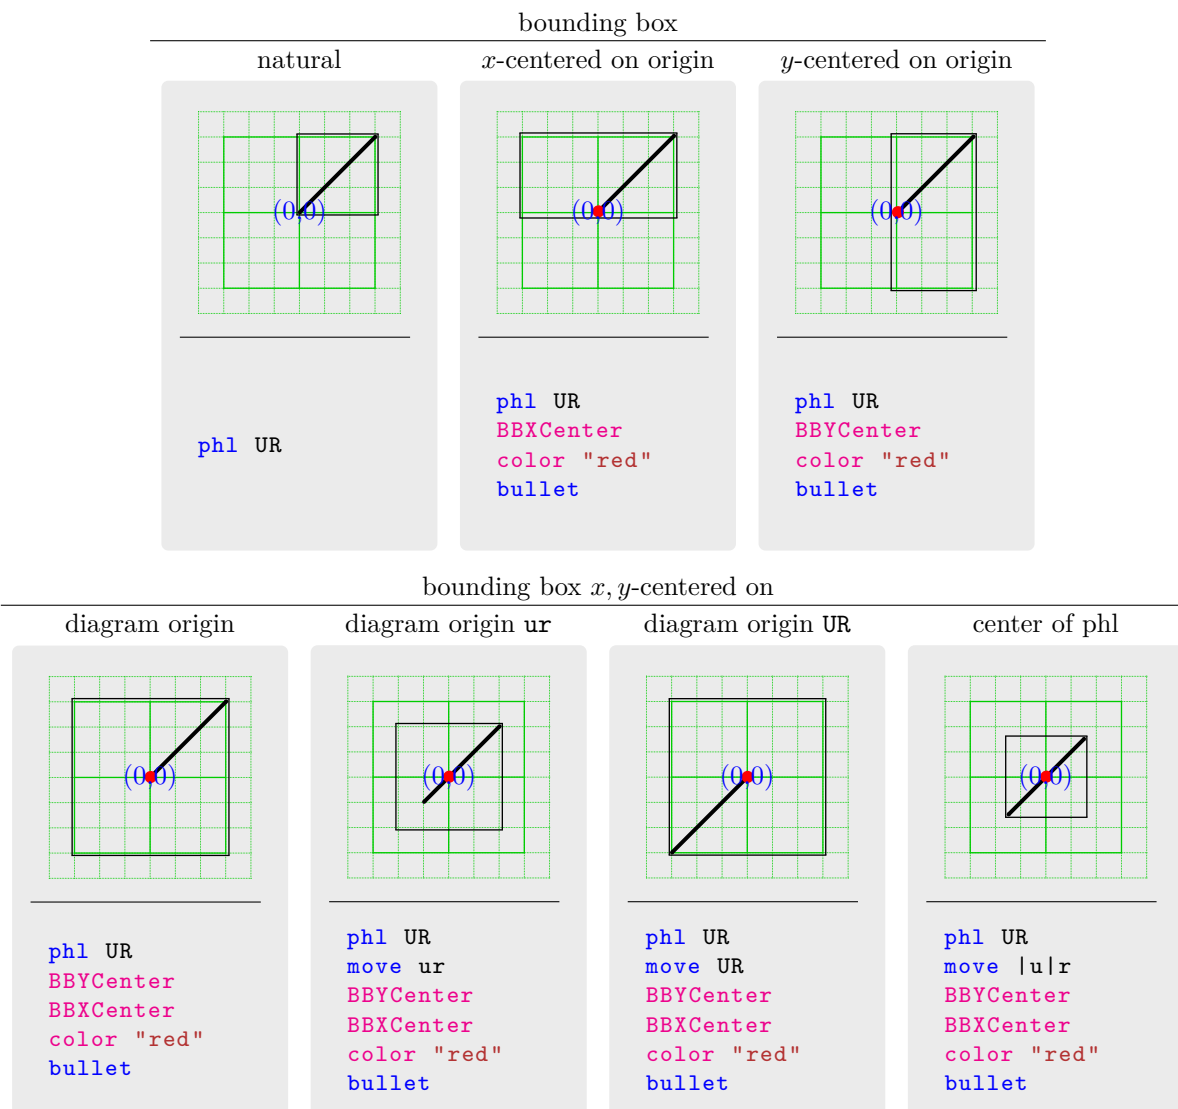 bounding box
natural
x-centered on origin
y-centered on origin
(0,0)
(0,0)
(0,0)
phl UR
phl UR
BBXCenter
color "red"
bullet
phl UR
BBYCenter
color "red"
bullet
bounding box x, y-centered on
diagram origin
diagram origin ur
diagram origin UR
center of phl
(0,0)
(0,0)
(0,0)
(0,0)
phl UR
BBYCenter
BBXCenter
color "red"
bullet
phl UR
move ur
BBYCenter
BBXCenter
color "red"
bullet
phl UR
move UR
BBYCenter
BBXCenter
color "red"
bullet
phl UR
move |u|r
BBYCenter
BBXCenter
color "red"
bullet